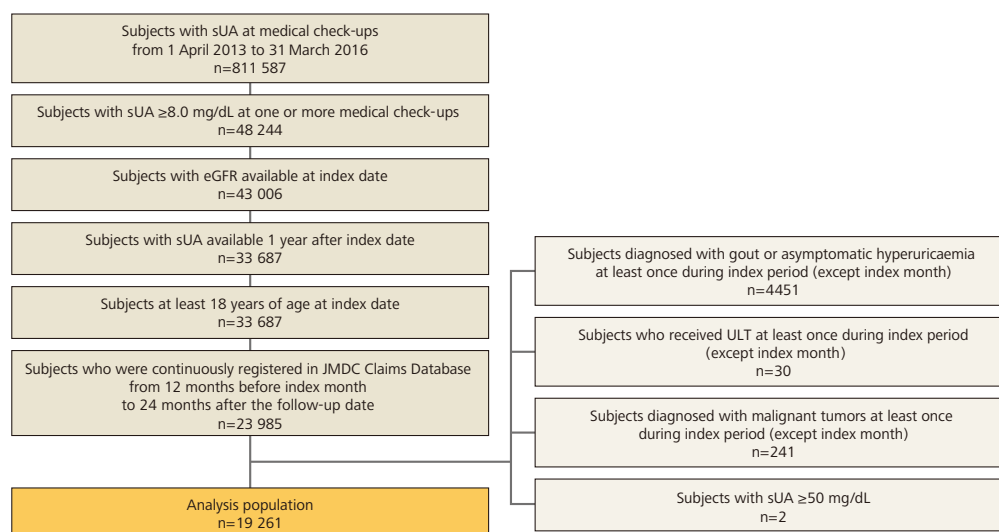 Subjects with sUA at medical check-ups
from 1 April 2013 to 31 March 2016
n=811 587
Subjects with sUA ≥8.0 mg/dL at one or more medical check-ups
n=48 244
Subjects with eGFR available at index date
n=43 006
Subjects with sUA available 1 year after index date
n=33 687
Subjects at least 18 years of age at index date
n=33 687
Subjects who were continuously registered in JMDC Claims Database
from 12 months before index month
to 24 months after the follow-up date
n=23 985
Subjects diagnosed with gout or asymptomatic hyperuricaemia
at least once during index period (except index month)
n=4451
Subjects who received ULT at least once during index period
(except index month)
n=30
Subjects diagnosed with malignant tumors at least once
during index period (except index month)
n=241
Subjects with sUA ≥50 mg/dL
n=2
Analysis population
n=19 261